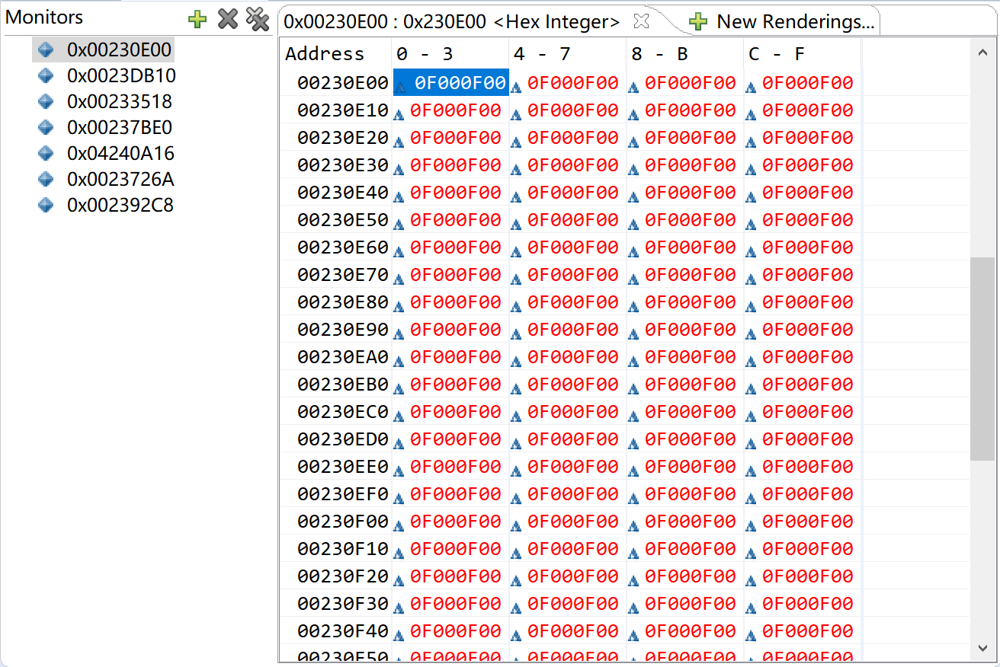 Monitors
0x00230E00
0x0023DB10
0x00233518
0x00237BE0
0x04240A16
0x0023726A
0x002392C8
0x00230E00 : 0x230E00 <Hex Integer> New Renderings...
Address 0 - 3 4 - 7 8 - B C - F
00230E00 0F000F00 0F000F00 0F000F00 0F000F00
00230E10 0F000F00 0F000F00 0F000F00 0F000F00
00230E20 0F000F00 0F000F00 0F000F00 0F000F00
00230E30 0F000F00 0F000F00 0F000F00 0F000F00
00230E40 0F000F00 0F000F00 0F000F00 0F000F00
00230E50 0F000F00 0F000F00 0F000F00 0F000F00
00230E60 0F000F00 0F000F00 0F000F00 0F000F00
00230E70 0F000F00 0F000F00 0F000F00 0F000F00
00230E80 0F000F00 0F000F00 0F000F00 0F000F00
00230E90 0F000F00 0F000F00 0F000F00 0F000F00
00230EA0 0F000F00 0F000F00 0F000F00 0F000F00
00230EB0 0F000F00 0F000F00 0F000F00 0F000F00
00230EC0 0F000F00 0F000F00 0F000F00 0F000F00
00230ED0 0F000F00 0F000F00 0F000F00 0F000F00
00230EE0 0F000F00 0F000F00 0F000F00 0F000F00
00230EF0 0F000F00 0F000F00 0F000F00 0F000F00
00230F00 0F000F00 0F000F00 0F000F00 0F000F00
00230F10 0F000F00 0F000F00 0F000F00 0F000F00
00230F20 0F000F00 0F000F00 0F000F00 0F000F00
00230F30 0F000F00 0F000F00 0F000F00 0F000F00
00230F40 0F000F00 0F000F00 0F000F00 0F000F00
00230F50 0F000F00 0F000F00 0F000F00 0F000F00